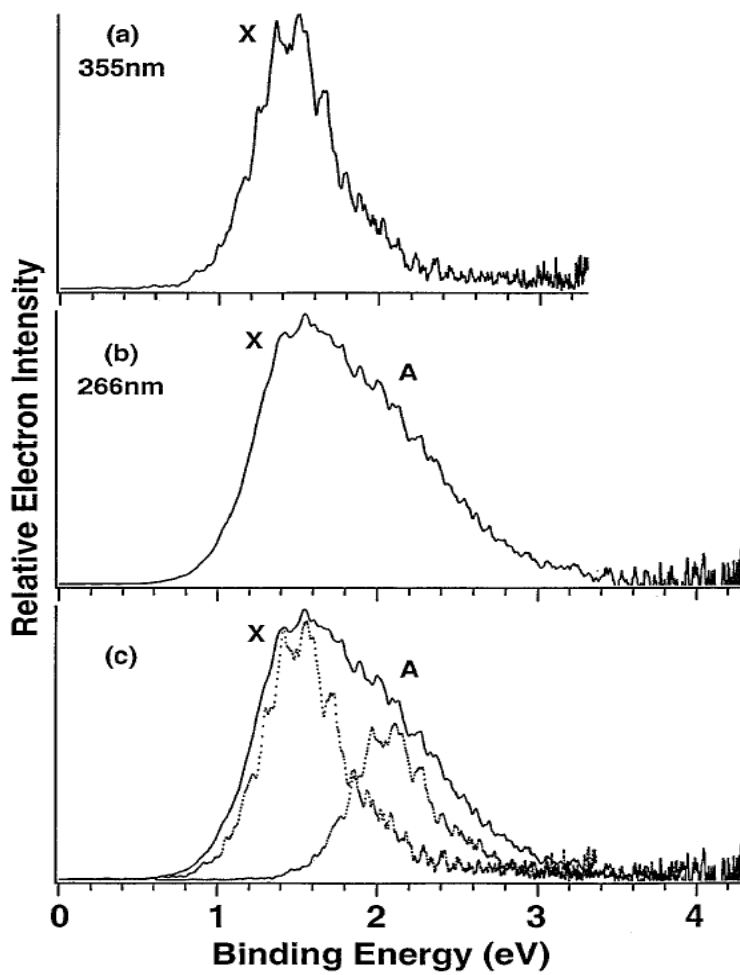 (a)
X
355nm
(b)
X
A
266nm
(c)
X
A
0 1 2 3 4
Binding Energy (eV)
Relative Electron Intensity